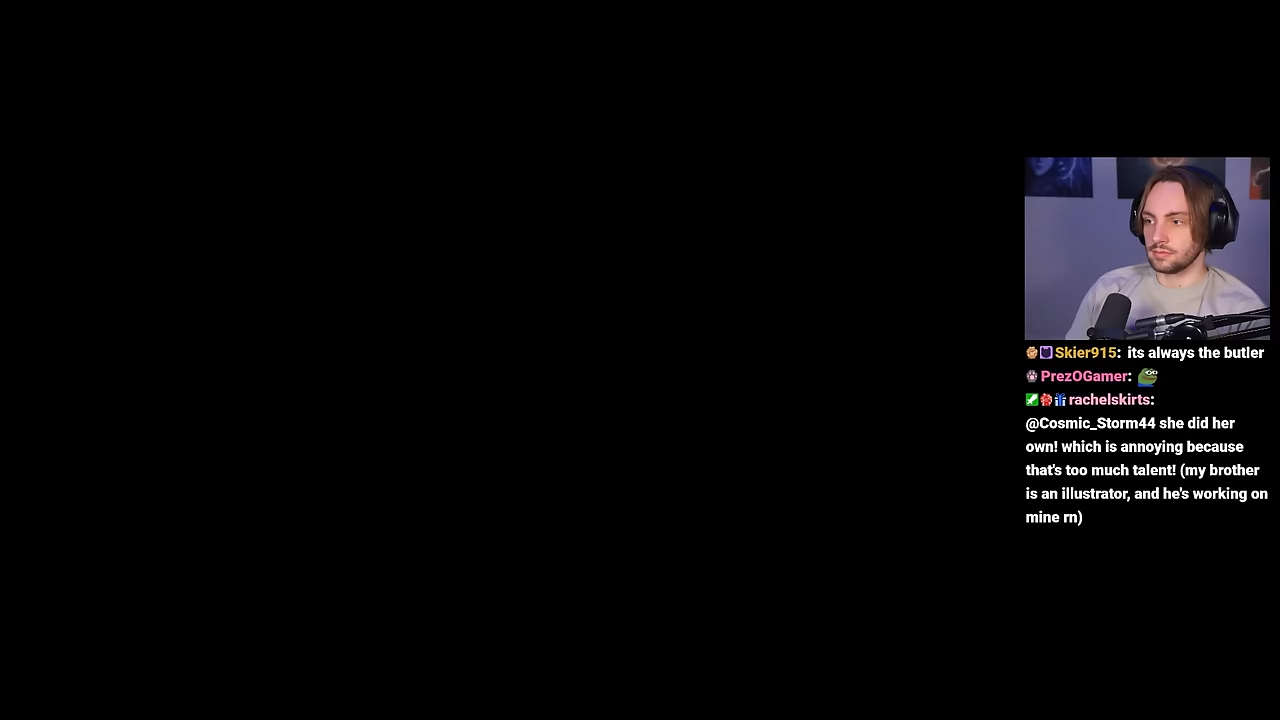 Skier915: its always the butler
PrezOGamer:
rachelskirts:
@Cosmic_Storm44 she did her
own! which is annoying because
that's too much talent! (my brother
is an illustrator, and he's working on
mine rn)